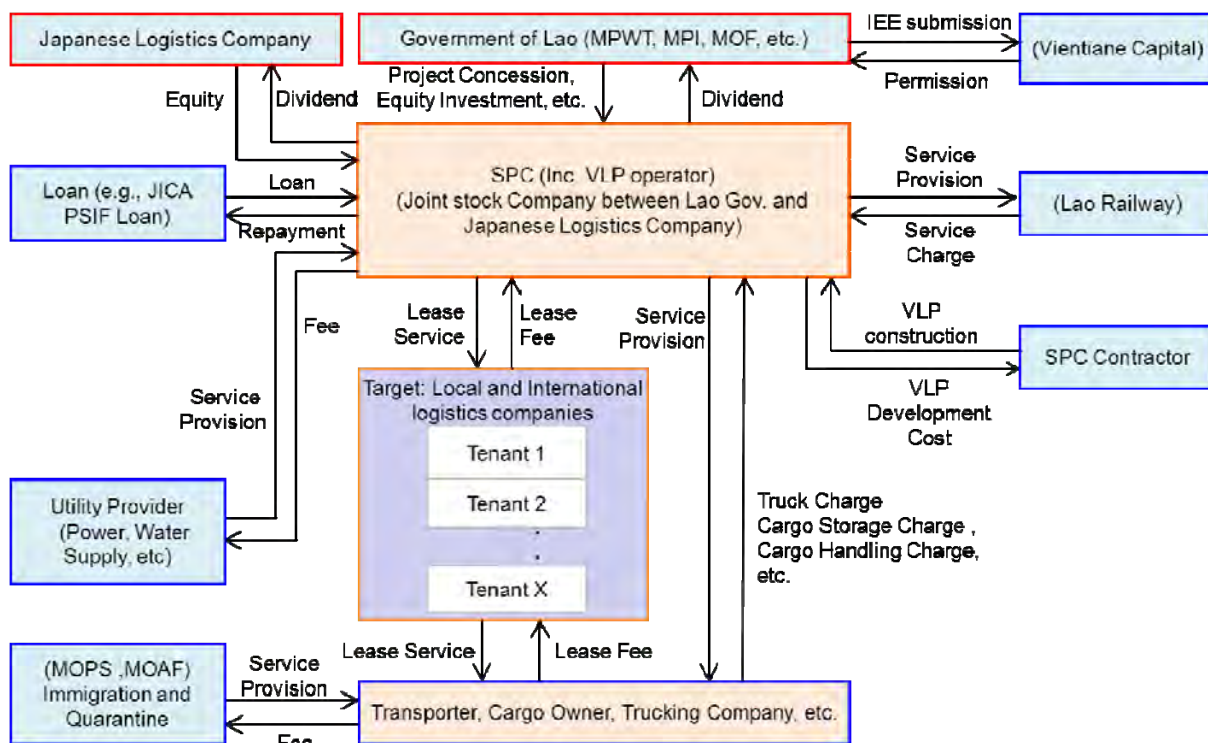 Japanese Logistics Company
Government of Lao (MPWT, MPI, MOF, etc.)
IEE submission
(Vientiane Capital)
Permission
Equity
Dividend
Project Concession,
Equity Investment, etc.
Dividend
SPC (Inc. VLP operator)
(Joint stock Company between Lao Gov. and
Japanese Logistics Company)
Loan (e.g., JICA
PSIF Loan)
Loan
Repayment
Service
Provision
(Lao Railway)
Service
Charge
Fee
Service
Provision
Lease
Service
Lease
Fee
Service
Provision
VLP
construction
SPC Contractor
VLP
Development
Cost
Target: Local and International
logistics companies
Tenant 1
Tenant 2
.
.
Tenant X
Utility Provider
(Power, Water
Supply, etc)
Truck Charge
Cargo Storage Charge ,
Cargo Handling Charge,
etc.
Lease Service
Lease Fee
(MOPS ,MOAF)
Immigration and
Quarantine
Service
Provision
Fee
Transporter, Cargo Owner, Trucking Company, etc.